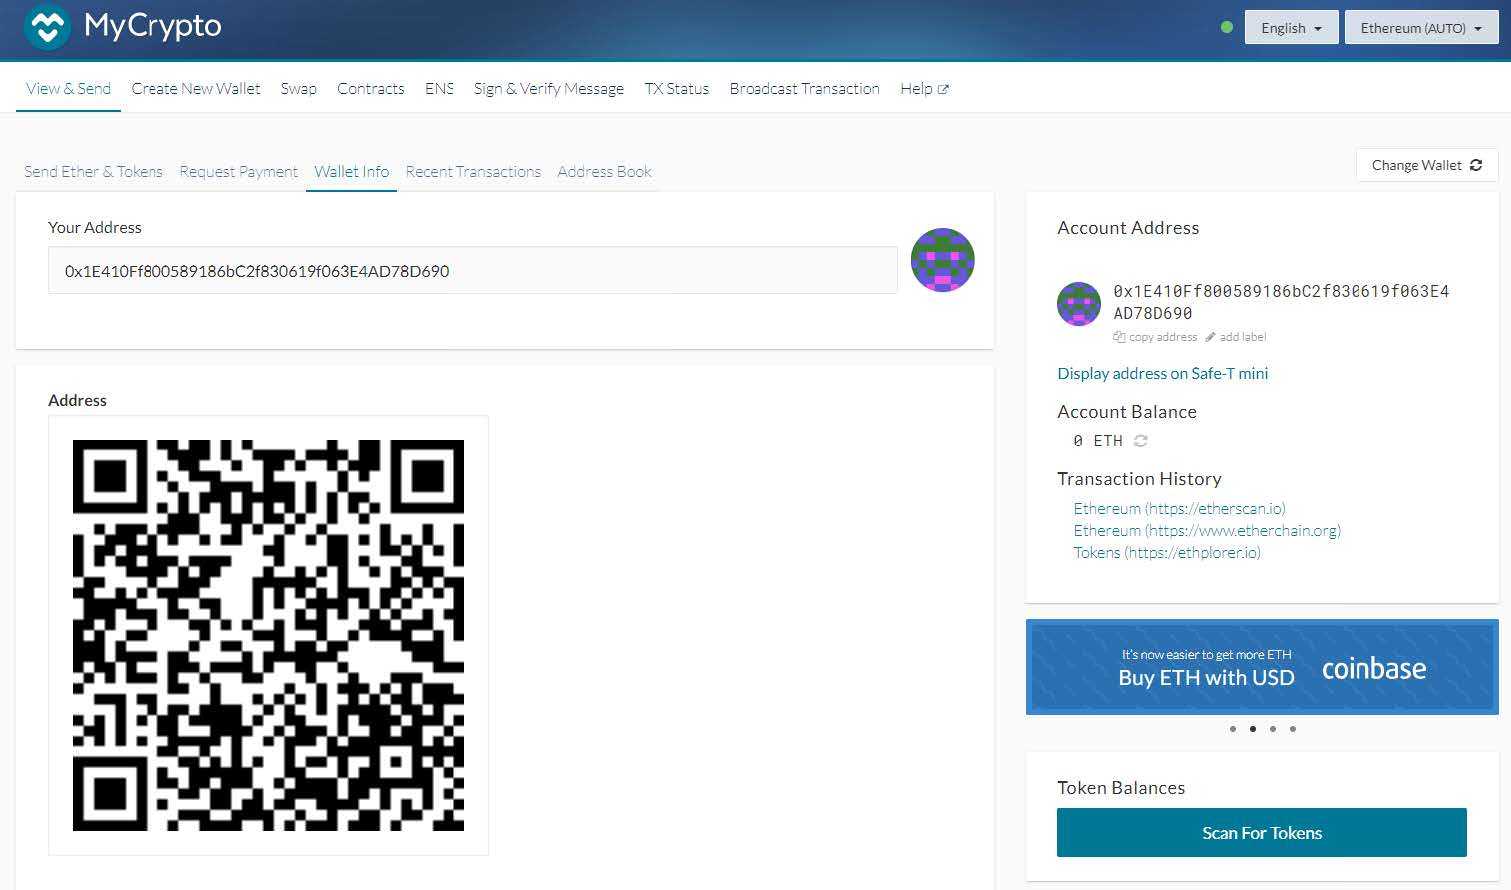 MyCrypto
English
Ethereum (AUTO)
View & Send Create New Wallet Swap Contracts ENS Sign & Verify Message TX Status Broadcast Transaction Help
Send Ether & Tokens Request Payment Wallet Info Recent Transactions Address Book
Change Wallet
Your Address
0x1E410Ff800589186bC2f830619f063E4AD78D690
Address
Account Address
0x1E410Ff800589186bC2f830619f063E4
AD78D690
copy address add label
Display address on Safe-T mini
Account Balance
0 ETH
Transaction History
Ethereum (https://etherscan.io)
Ethereum (https://www.etherchain.org)
Tokens (https://ethplorer.io)
It's now easier to get more ETH
Buy ETH with USD
coinbase
Token Balances
Scan For Tokens